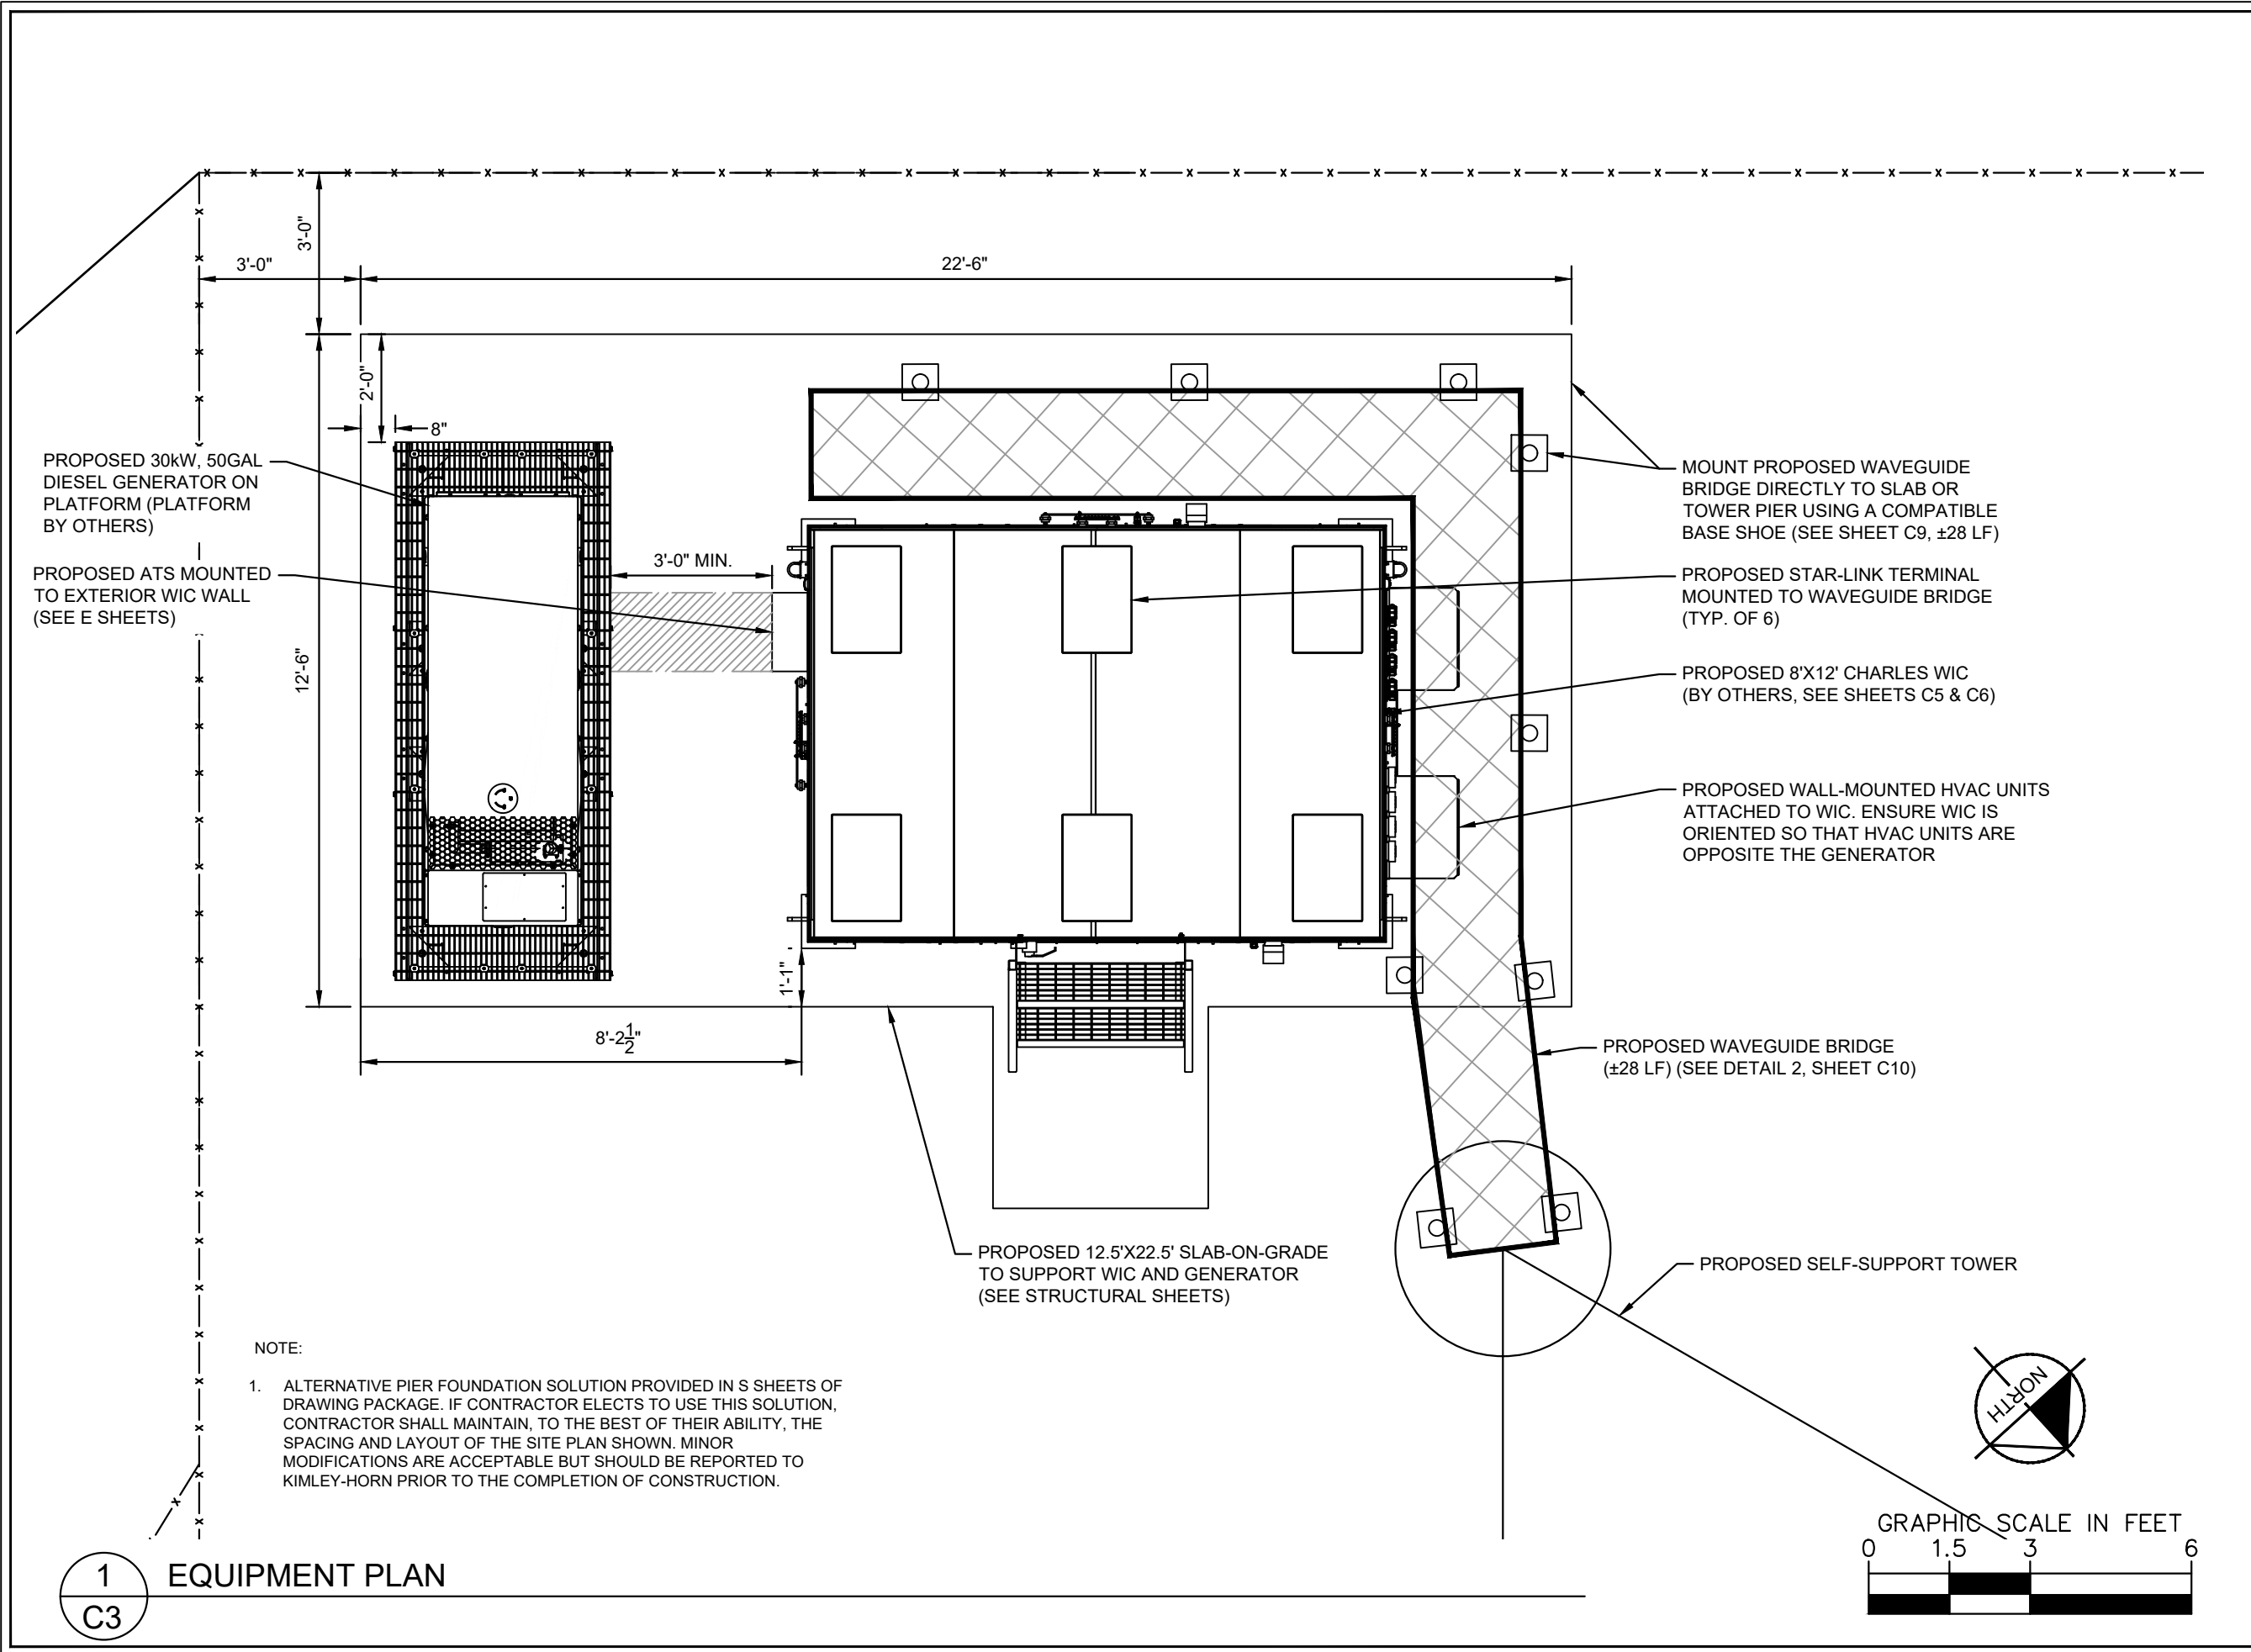 3'-0"
3'-0"
22'-6"
2'-0"
8"
PROPOSED 30kW, 50GAL
DIESEL GENERATOR ON
PLATFORM (PLATFORM
BY OTHERS)
MOUNT PROPOSED WAVEGUIDE
BRIDGE DIRECTLY TO SLAB OR
TOWER PIER USING A COMPATIBLE
BASE SHOE (SEE SHEET C9, ±28 LF)
3'-0" MIN.
PROPOSED ATS MOUNTED
TO EXTERIOR WIC WALL
(SEE E SHEETS)
PROPOSED STAR-LINK TERMINAL
MOUNTED TO WAVEGUIDE BRIDGE
(TYP. OF 6)
12'-6"
PROPOSED 8'X12' CHARLES WIC
(BY OTHERS, SEE SHEETS C5 & C6)
PROPOSED WALL-MOUNTED HVAC UNITS
ATTACHED TO WIC. ENSURE WIC IS
ORIENTED SO THAT HVAC UNITS ARE
OPPOSITE THE GENERATOR
1'-1"
8'-2 1/2"
PROPOSED WAVEGUIDE BRIDGE
(±28 LF) (SEE DETAIL 2, SHEET C10)
PROPOSED 12.5'X22.5' SLAB-ON-GRADE
TO SUPPORT WIC AND GENERATOR
(SEE STRUCTURAL SHEETS)
PROPOSED SELF-SUPPORT TOWER
NOTE:
1. ALTERNATIVE PIER FOUNDATION SOLUTION PROVIDED IN S SHEETS OF
DRAWING PACKAGE. IF CONTRACTOR ELECTS TO USE THIS SOLUTION,
CONTRACTOR SHALL MAINTAIN, TO THE BEST OF THEIR ABILITY, THE
SPACING AND LAYOUT OF THE SITE PLAN SHOWN. MINOR
MODIFICATIONS ARE ACCEPTABLE BUT SHOULD BE REPORTED TO
KIMLEY-HORN PRIOR TO THE COMPLETION OF CONSTRUCTION.
NORTH
GRAPHIC SCALE IN FEET
0 1.5 3 6
1
C3
EQUIPMENT PLAN